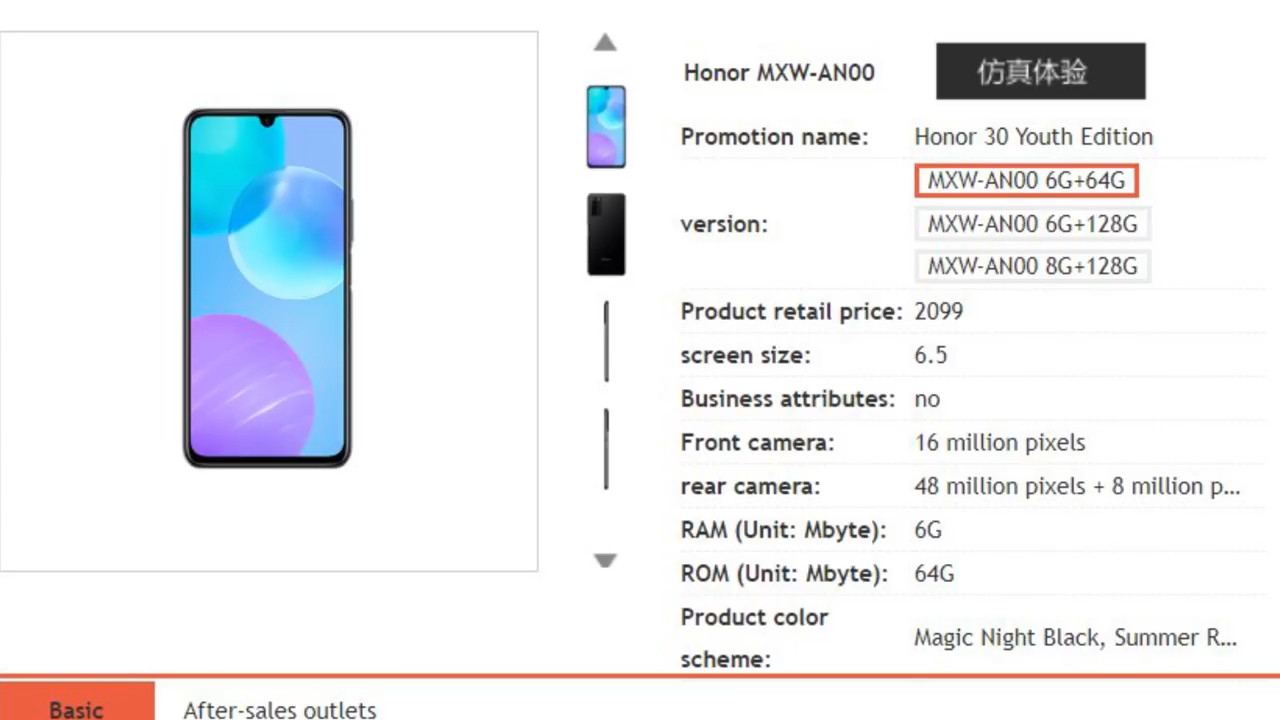 Honor MXW-AN00
仿真体验
Promotion name: Honor 30 Youth Edition
MXW-AN00 6G+64G
version: MXW-AN00 6G+128G
MXW-AN00 8G+128G
Product retail price: 2099
screen size: 6.5
Business attributes: no
Front camera: 16 million pixels
rear camera: 48 million pixels + 8 million p...
RAM (Unit: Mbyte): 6G
ROM (Unit: Mbyte): 64G
Product color
scheme: Magic Night Black, Summer R...
Basic
After-sales outlets